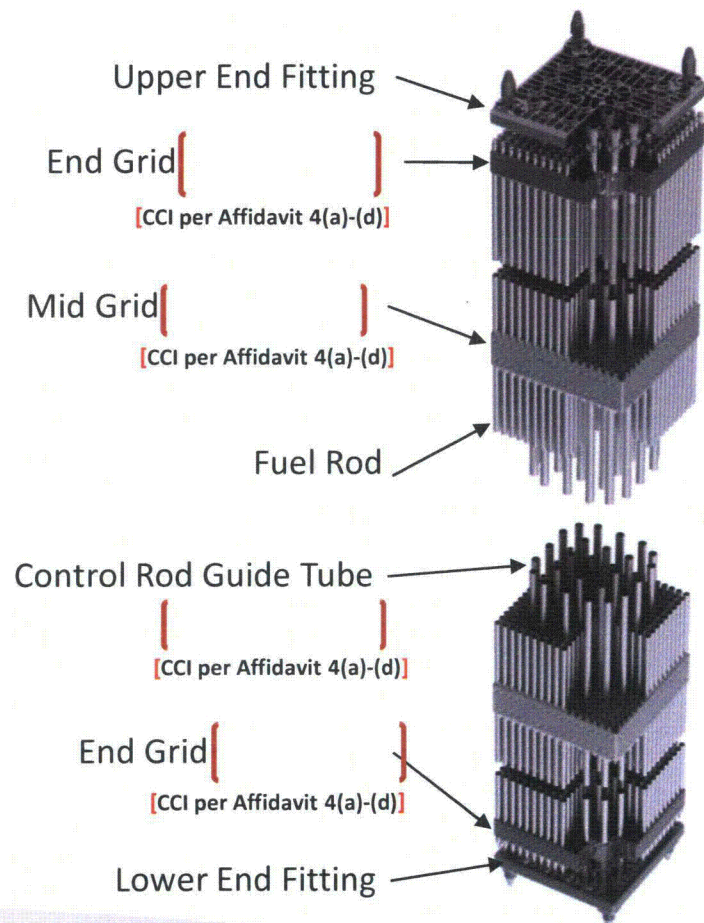 Upper End Fitting
End Grid[ ]
[CCI per Affidavit 4(a)-(d)]
Mid Grid[ ]
[CCI per Affidavit 4(a)-(d)]
Fuel Rod
Control Rod Guide Tube
[ ]
[CCI per Affidavit 4(a)-(d)]
End Grid[ ]
[CCI per Affidavit 4(a)-(d)]
Lower End Fitting